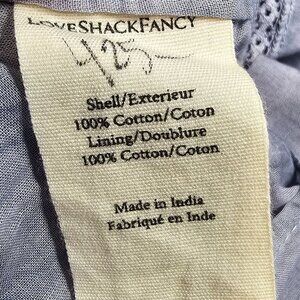 LOVESHACKFANCY
425
Shell/Exterieur
100% Cotton/Coton
Lining/Doublure
100% Cotton/Coton
Made in India
Fabriqué en Inde